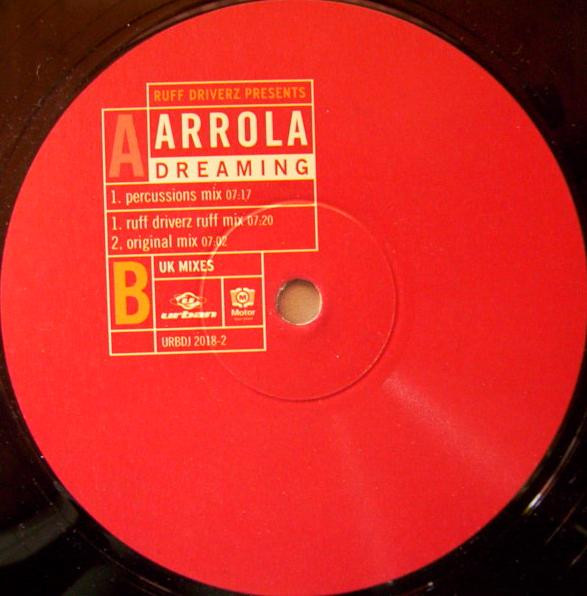 RUFF DRIVERZ PRESENTS
A
ARROLA
DREAMING
1. percussions mix 07:17
1. ruff driverz ruff mix 07:20
2. original mix 07:02
B
UK MIXES
urban
M
Motor
URBDJ 2018-2